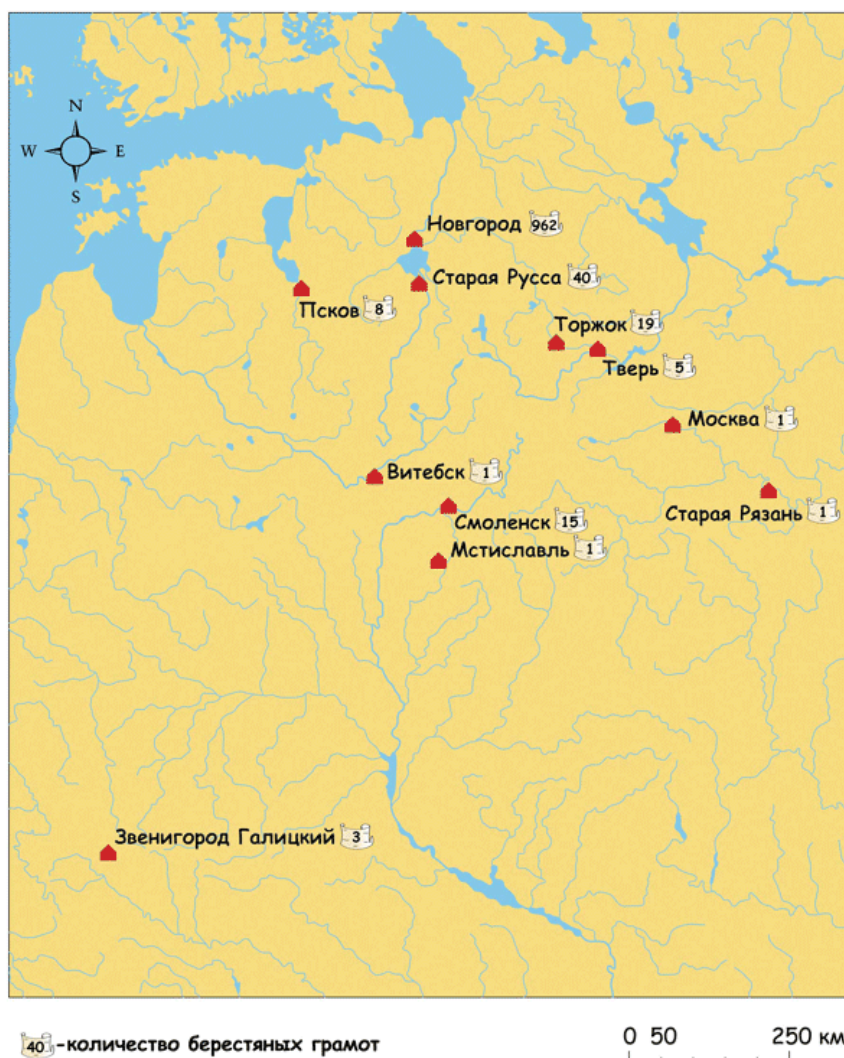 N
W E
S
Новгород 962
Старая Русса 40
Псков 8
Торжок 19
Тверь 5
Москва 1
Витебск 1
Старая Рязань 1
Смоленск 15
Мстиславль 1
Звенигород Галицкий 3
40 -количество берестяных грамот
0 50 250 км